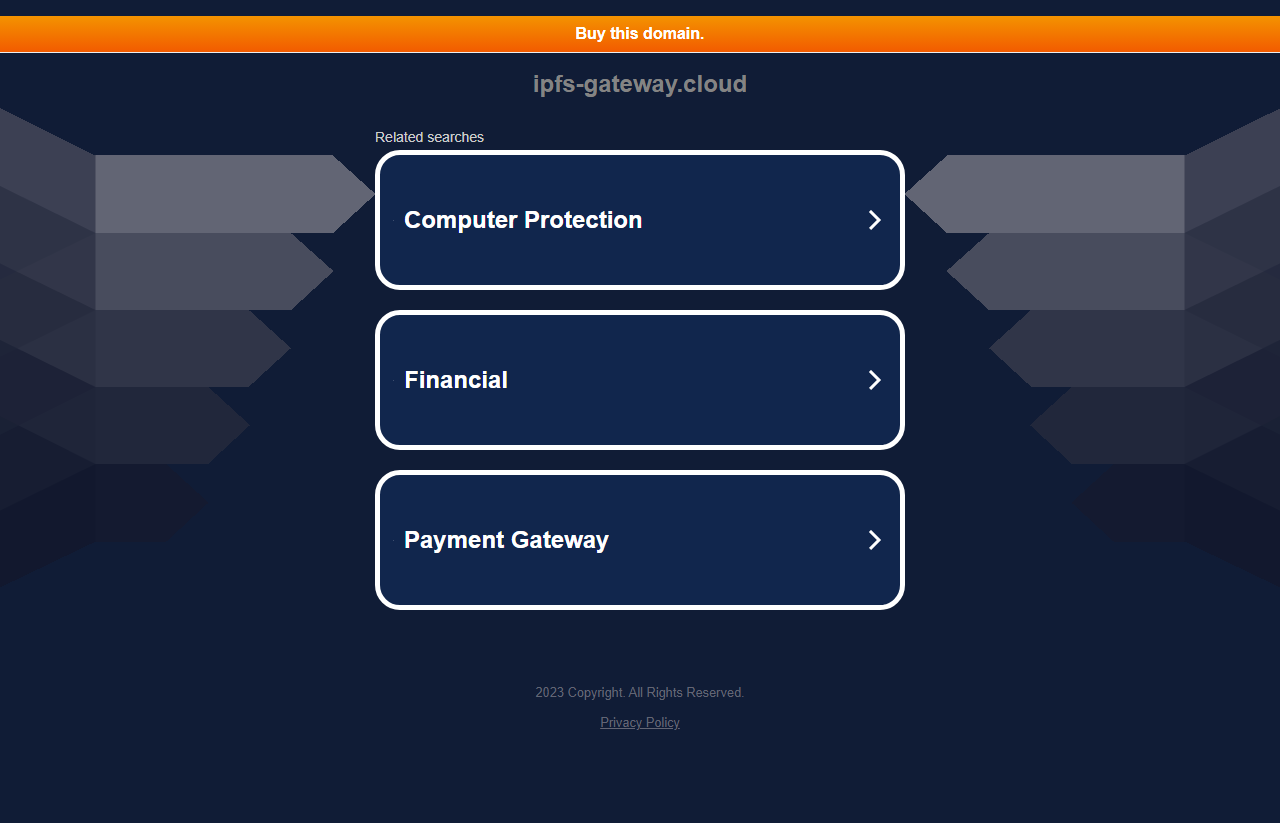 Buy this domain.
ipfs-gateway.cloud
Related searches
Computer Protection
Financial
Payment Gateway
2023 Copyright. All Rights Reserved.
Privacy Policy